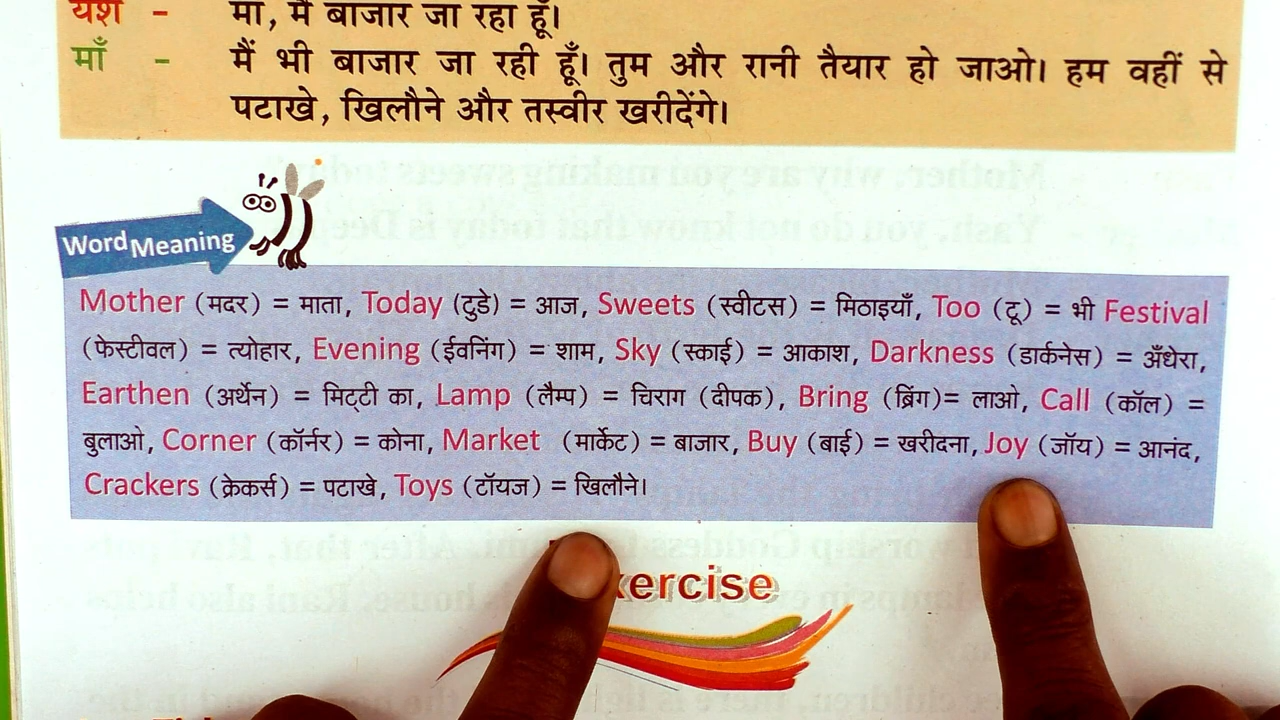 यश - माँ, मैं बाजार जा रहा हूँ।
माँ - मैं भी बाजार जा रही हूँ। तुम और रानी तैयार हो जाओ। हम वहीं से
पटाखे, खिलौने और तस्वीर खरीदेंगे।
Word Meaning
Mother (मदर) = माता, Today (टुडे) = आज, Sweets (स्वीटस) = मिठाइयाँ, Too (टू) = भी Festival
(फेस्टीवल) = त्योहार, Evening (ईवनिंग) = शाम, Sky (स्काई) = आकाश, Darkness (डार्कनेस) = अँधेरा,
Earthen (अर्थेन) = मिट्टी का, Lamp (लैम्प) = चिराग (दीपक), Bring (ब्रिंग)= लाओ, Call (कॉल) =
बुलाओ, Corner (कॉर्नर) = कोना, Market (मार्केट) = बाजार, Buy (बाई) = खरीदना, Joy (जॉय) = आनंद,
Crackers (क्रेकर्स) = पटाखे, Toys (टॉयज) = खिलौने।
xercise